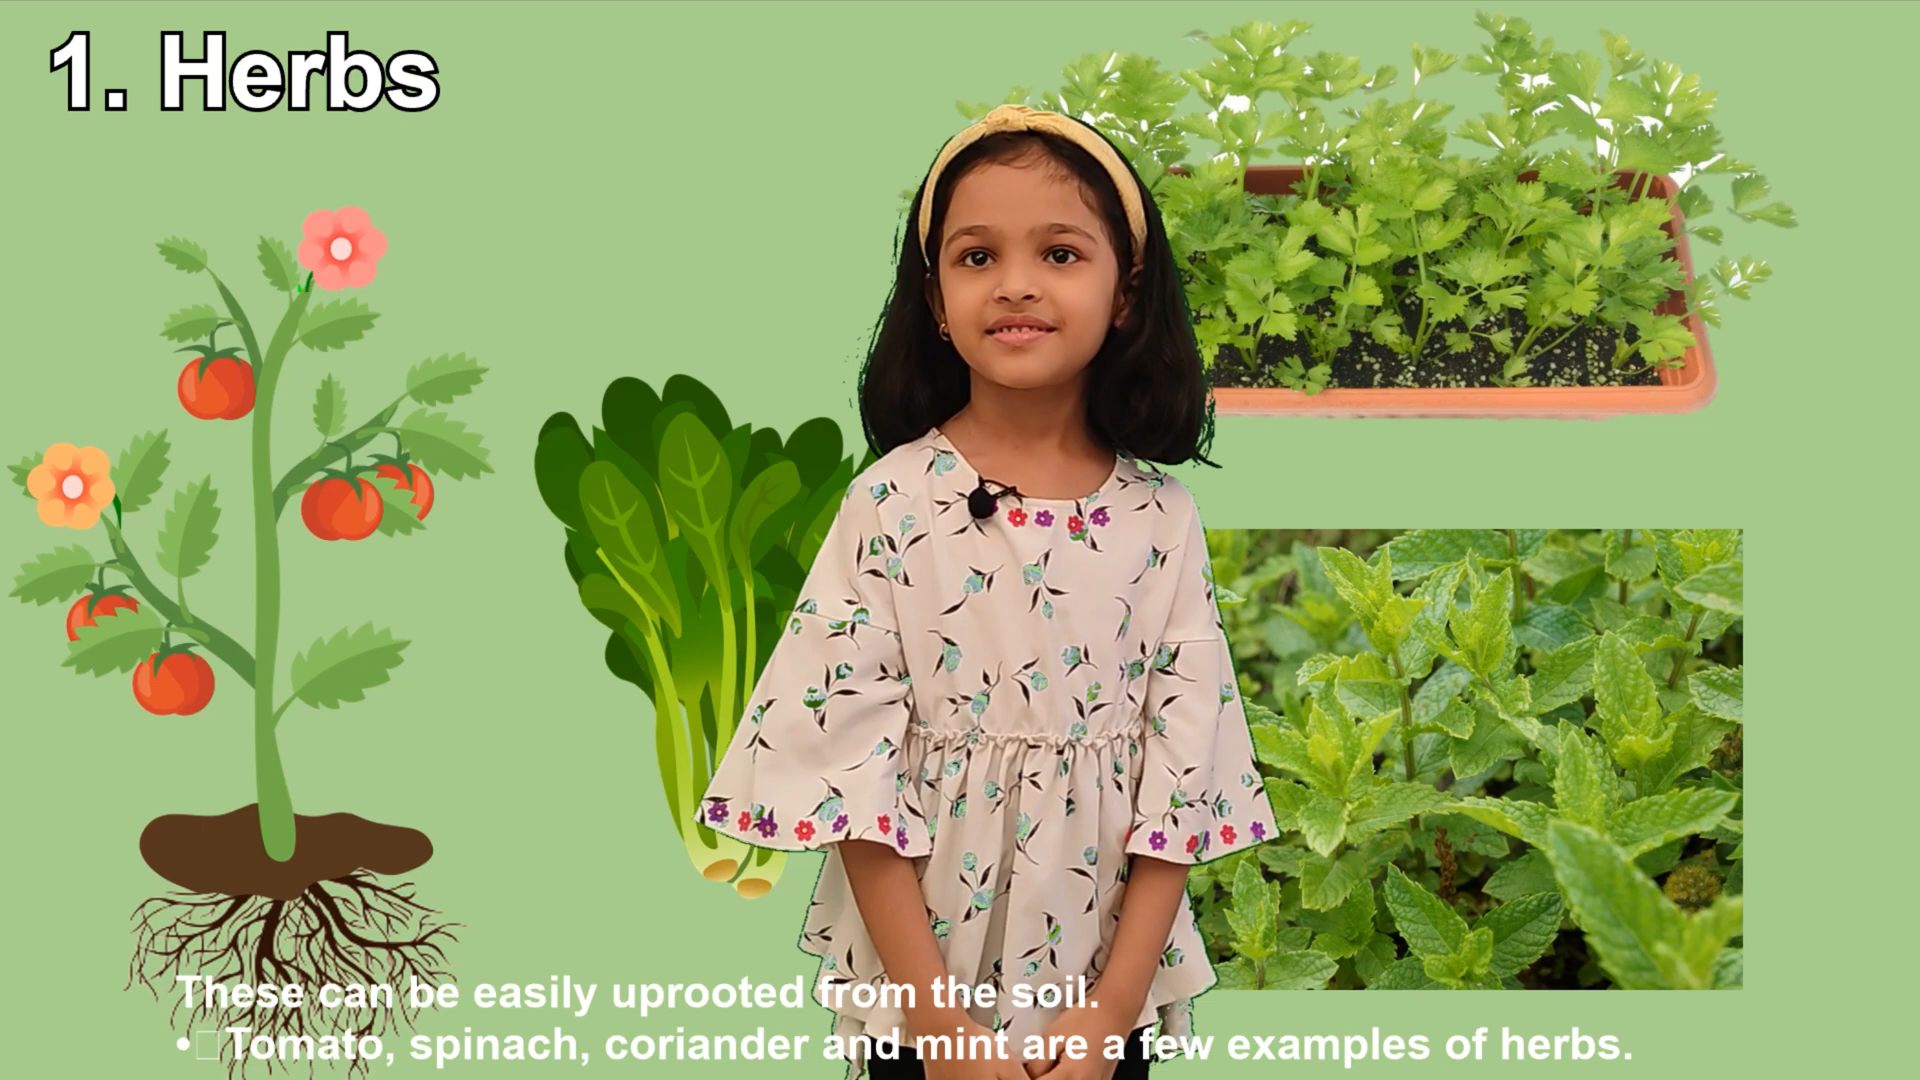 1. Herbs
These can be easily uprooted from the soil.
• Tomato, spinach, coriander and mint are a few examples of herbs.